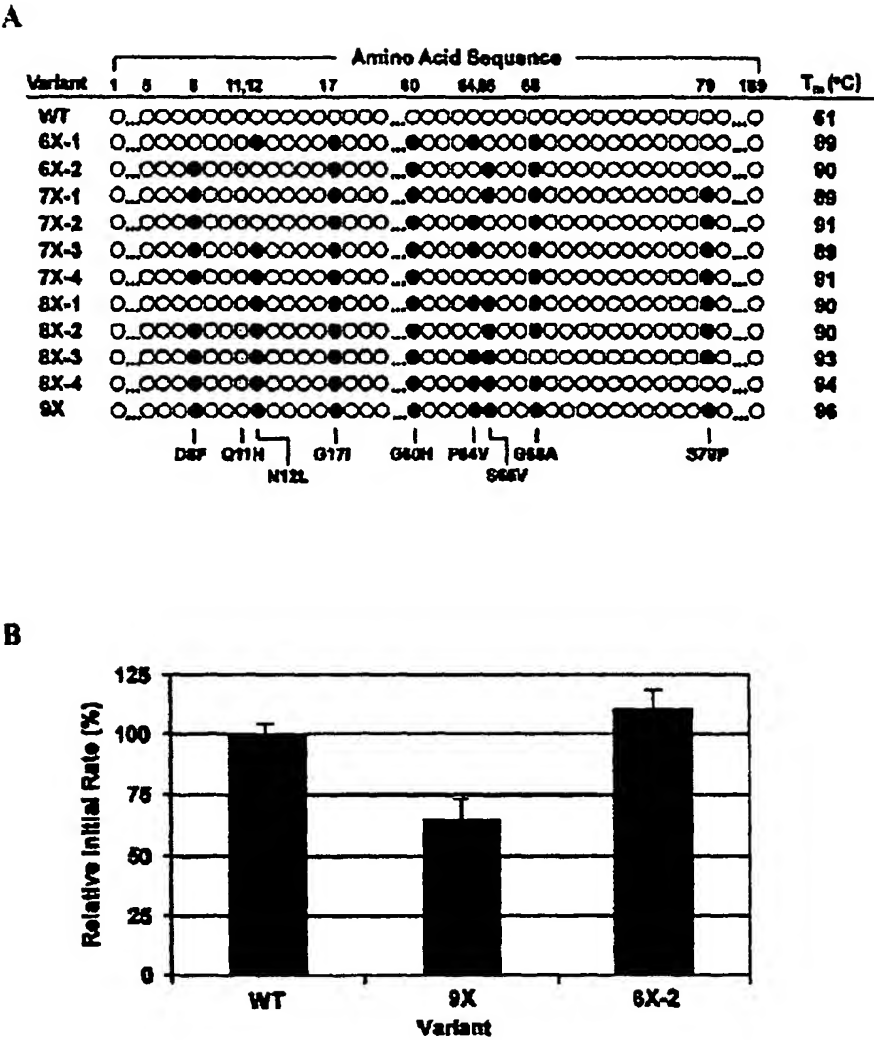 A
Amino Acid Sequence
Variant 1 5 8 11,12 17 60 64,65 68 79 189 Tm (°C)
WT 61
6X-1 89
6X-2 90
7X-1 89
7X-2 91
7X-3 89
7X-4 91
8X-1 90
8X-2 90
8X-3 93
8X-4 94
9X 96
D8F Q11H G17I G60H P64V G68A S79P
N12L S65V
B
125
100
75
50
25
0
Relative Initial Rate (%)
WT 9X 6X-2
Variant